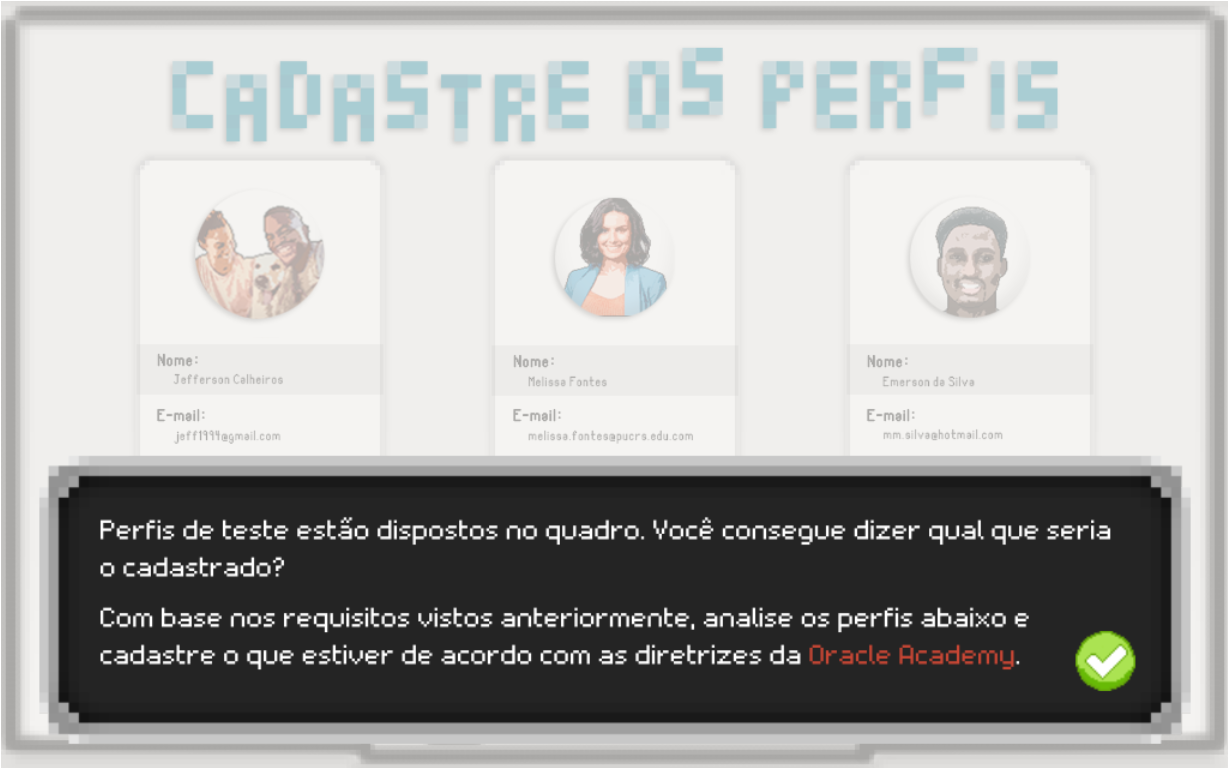 CADASTRE OS PERFIS
Nome:
Jefferson Calheiros
E-mail:
jeff1994@gmail.com
Nome:
Melissa Fontes
E-mail:
melissa.fontes@pucrs.edu.com
Nome:
Emerson da Silva
E-mail:
mm.silva@hotmail.com
Perfis de teste estão dispostos no quadro. Você consegue dizer qual que seria
o cadastrado?
Com base nos requisitos vistos anteriormente, analise os perfis abaixo e
cadastre o que estiver de acordo com as diretrizes da Oracle Academy.